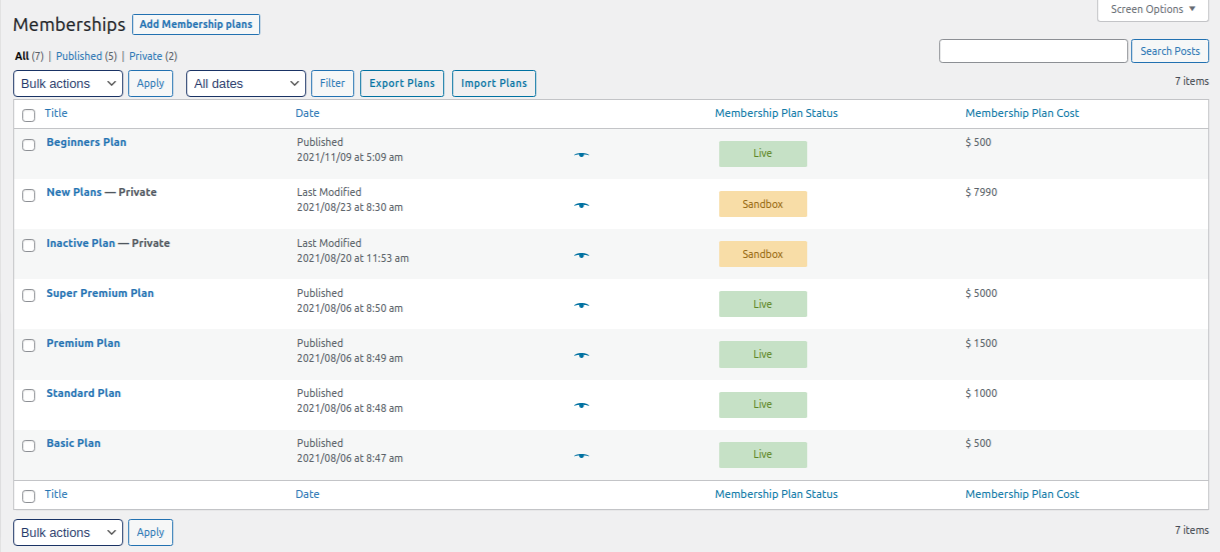 Screen Options ▼
Memberships Add Membership plans
All (7) | Published (5) | Private (2)
Search Posts
Bulk actions Apply All dates Filter Export Plans Import Plans 7 items
Title Date Membership Plan Status Membership Plan Cost
Beginners Plan Published Live $ 500
2021/11/09 at 5:09 am
New Plans — Private Last Modified Sandbox $ 7990
2021/08/23 at 8:30 am
Inactive Plan — Private Last Modified Sandbox
2021/08/20 at 11:53 am
Super Premium Plan Published Live $ 5000
2021/08/06 at 8:50 am
Premium Plan Published Live $ 1500
2021/08/06 at 8:49 am
Standard Plan Published Live $ 1000
2021/08/06 at 8:48 am
Basic Plan Published Live $ 500
2021/08/06 at 8:47 am
Title Date Membership Plan Status Membership Plan Cost
Bulk actions Apply 7 items